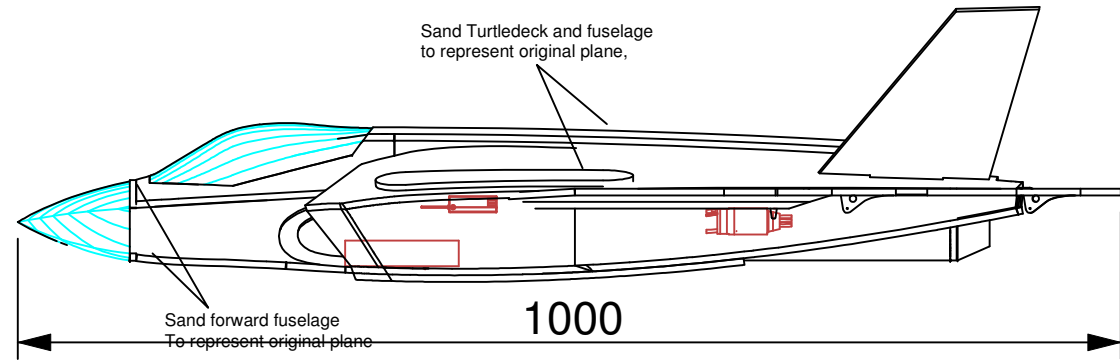 Sand Turtledeck and fuselage
to represent original plane,
1000
Sand forward fuselage
To represent original plane